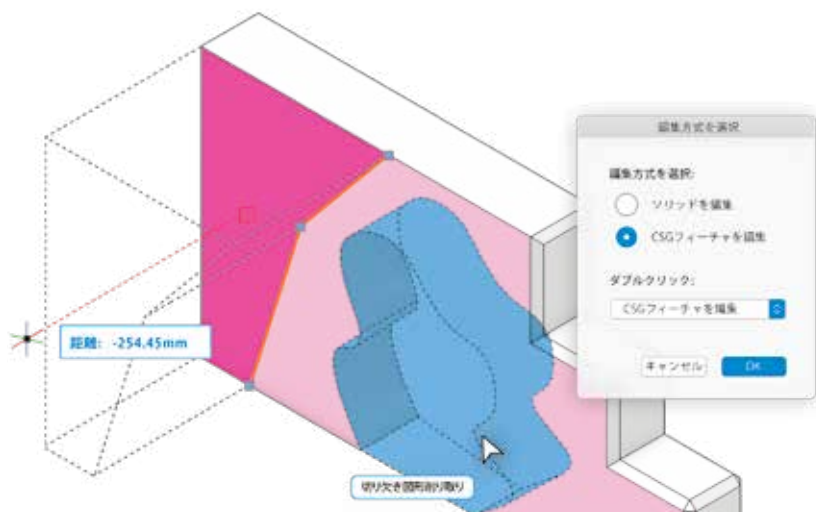 編集方式を選択
編集方式を選択:
ソリッドを編集
CSGフィーチャを編集
ダブルクリック:
CSGフィーチャを編集
キャンセル
OK
距離: -254.45mm
切り欠き図形削り取り